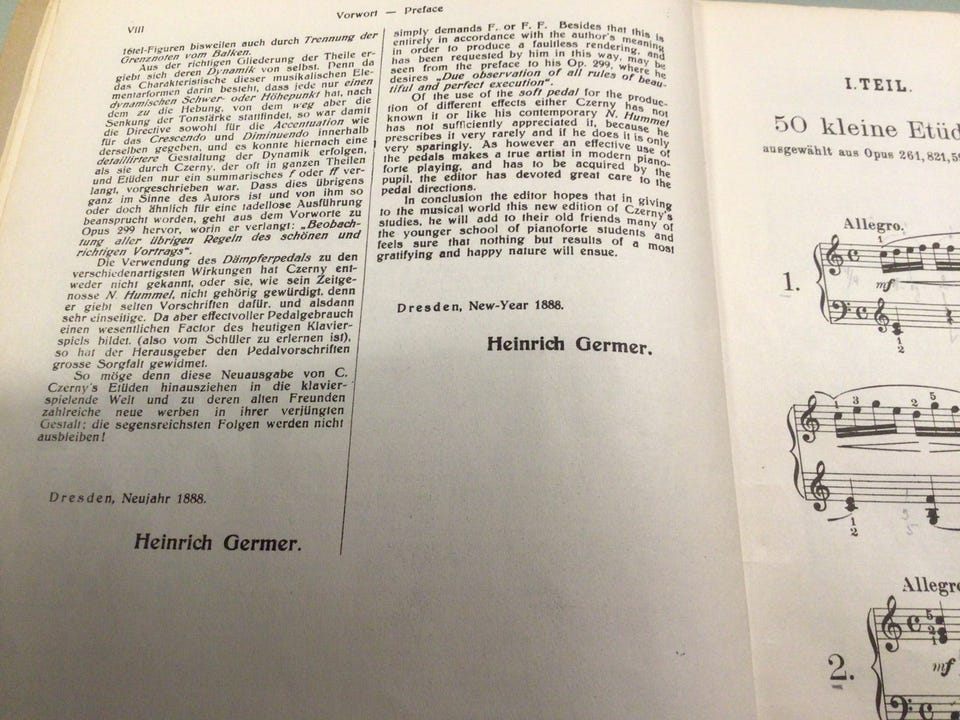 Vorwort — Preface
VIII
16tel-Figuren bisweilen auch durch Trennung der
Grenznoten vom Balken.
Aus der richtigen Gliederung der Theile er-
giebt sich deren Dynamik von selbst. Denn da
das Charakteristische dieser musikalischen Ele-
mentarformen darin besteht, dass jede nur einen
dynamischen Schwer- oder Höhepunkt hat, nach
dem zu die Hebung, von dem weg aber die
Senkung der Tonstärke stattfindet, so war damit
die Directive sowohl für die Accentuation wie
für das Crescendo und Diminuendo innerhalb
derselben gegeben, und es konnte hiernach eine
detaillirtere Gestaltung der Dynamik erfolgen,
als sie durch Czerny, der oft in ganzen Theilen
und Etüden nur ein summarisches f oder ff ver-
langt, vorgeschrieben war. Dass dies übrigens
ganz im Sinne des Autors ist und von ihm so
oder doch ähnlich für eine tadellose Ausführung
beansprucht worden, geht aus dem Vorworte zu
Opus 299 hervor, worin er verlangt: „Beobach-
tung aller übrigen Regeln des schönen und
richtigen Vortrags“.
Die Verwendung des Dämpferpedals zu den
verschiedenartigsten Wirkungen hat Czerny ent-
weder nicht gekannt, oder sie, wie sein Zeitge-
nosse N. Hummel, nicht gehörig gewürdigt, denn
er giebt selten Vorschriften dafür, und alsdann
sehr einseitige. Da aber effectvoller Pedalgebrauch
einen wesentlichen Factor des heutigen Klavier-
spiels bildet, (also vom Schüler zu erlernen ist),
so hat der Herausgeber den Pedalvorschriften
grosse Sorgfalt gewidmet.
So möge denn diese Neuausgabe von C.
Czerny's Etüden hinausziehen in die klavier-
spielende Welt und zu deren alten Freunden
zahlreiche neue werben in ihrer verjüngten
Gestalt; die segensreichsten Folgen werden nicht
ausbleiben!
Dresden, Neujahr 1888.
Heinrich Germer.
simply demands F. or F. F. Besides that this is
entirely in accordance with the author's meaning
in order to produce a faultless rendering, and
has been requested by him in this way, may be
seen from the preface to his Op. 299, where he
desires „Due observation of all rules of beau-
tiful and perfect execution“.
Of the use of the soft pedal for the produc-
tion of different effects either Czerny has not
known it or like his contemporary N. Hummel
has not sufficiently appreciated it, because he
prescribes it very rarely and if he does it is only
very sparingly. As however an effective use of
the pedals makes a true artist in modern piano-
forte playing, and has to be acquired by the
pupil, the editor has devoted great care to the
pedal directions.
In conclusion the editor hopes that in giving
to the musical world this new edition of Czerny's
studies, he will add to their old friends many of
the younger school of pianoforte students and
feels sure that nothing but results of a most
gratifying and happy nature will ensue.
Dresden, New-Year 1888.
Heinrich Germer.
I. TEIL.
50 kleine Etüd
ausgewählt aus Opus 261, 821, 59
Allegro.
1.
mf
Allegro
2.
mf